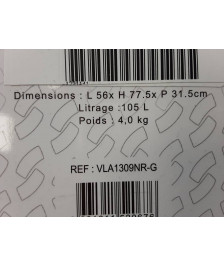 Dimensions : L 56x H 77.5x P 31.5cm
Litrage :105 L
Poids : 4,0 kg
REF : VLA1309NR-G